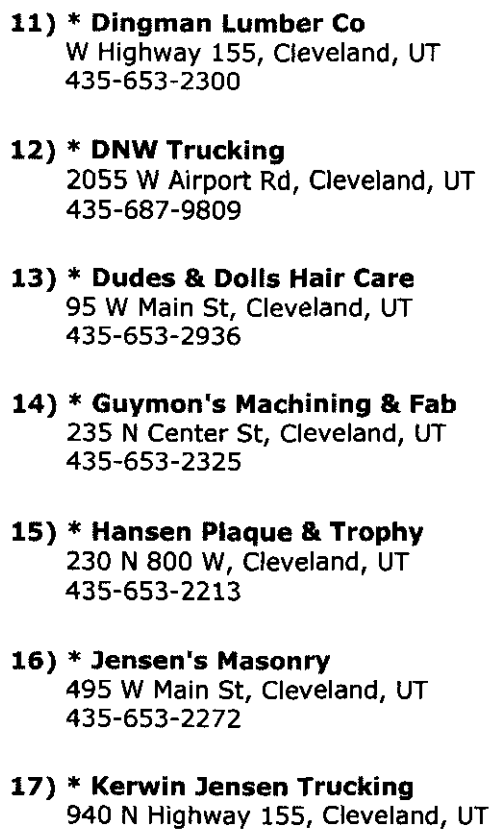 11) * Dingman Lumber Co
W Highway 155, Cleveland, UT
435-653-2300
12) * DNW Trucking
2055 W Airport Rd, Cleveland, UT
435-687-9809
13) * Dudes & Dolls Hair Care
95 W Main St, Cleveland, UT
435-653-2936
14) * Guymon's Machining & Fab
235 N Center St, Cleveland, UT
435-653-2325
15) * Hansen Plaque & Trophy
230 N 800 W, Cleveland, UT
435-653-2213
16) * Jensen's Masonry
495 W Main St, Cleveland, UT
435-653-2272
17) * Kerwin Jensen Trucking
940 N Highway 155, Cleveland, UT